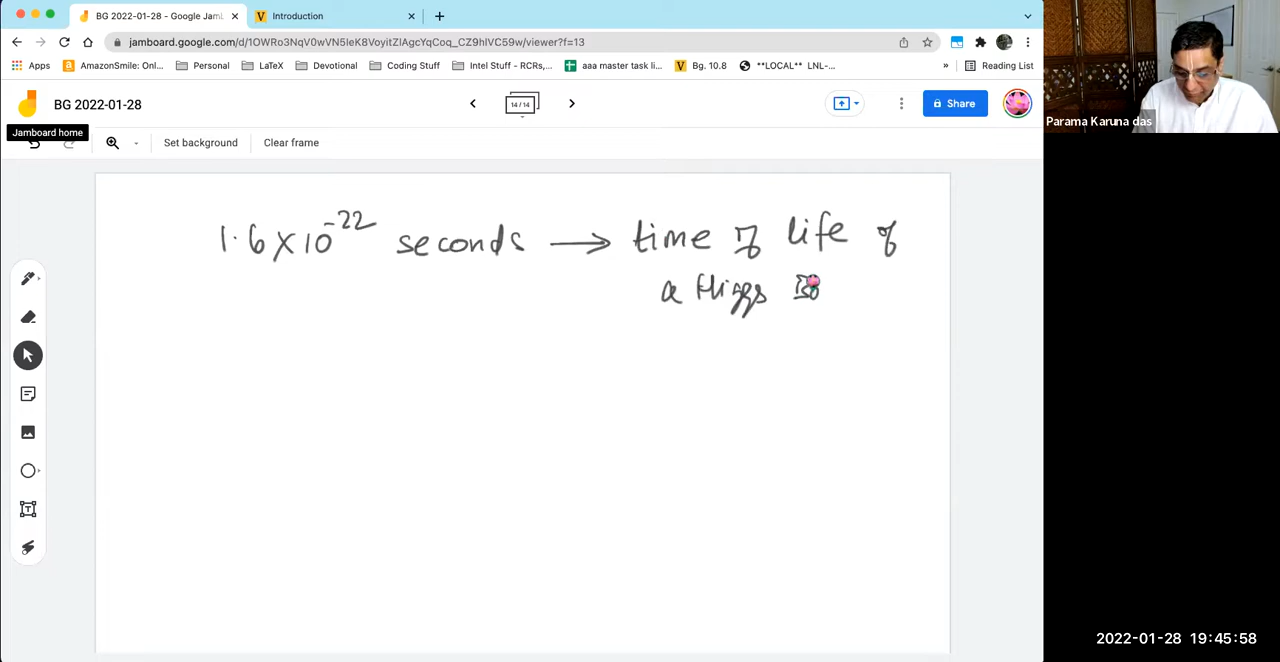 BG 2022-01-28 - Google Jam
Introduction
jamboard.google.com/d/1OWRo3NqV0wVN5IeK8VoyitZIAgcYqCoq_CZ9hIVC59w/viewer?f=13
Apps AmazonSmile: Onl... Personal LaTeX Devotional Coding Stuff Intel Stuff - RCRs,... aaa master task li... Bg. 10.8 **LOCAL** LNL-... » Reading List
BG 2022-01-28
14 / 14
Share
Jamboard home
Set background
Clear frame
Parama Karuna das
1.6 X 10^-22 seconds → time of life of
a Higgs Bo
2022-01-28 19:45:58